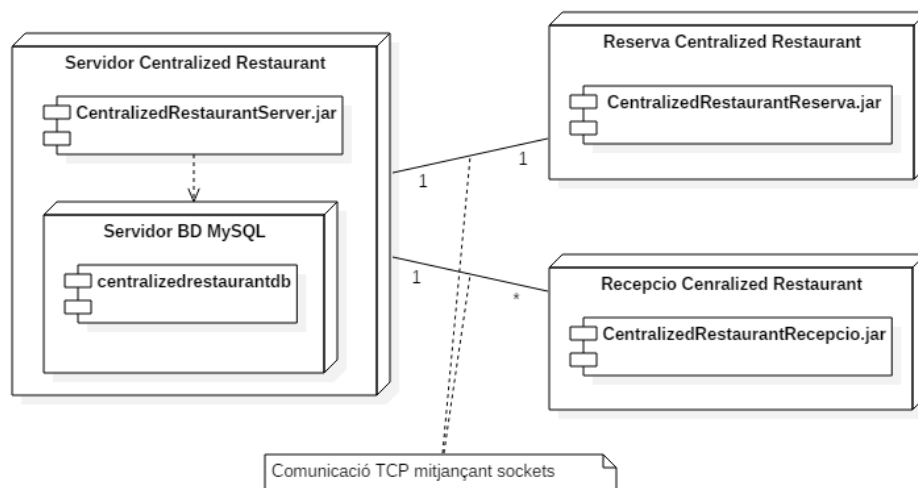 Servidor Centralized Restaurant
CentralizedRestaurantServer.jar
Servidor BD MySQL
centralizedrestaurantdb
Reserva Centralized Restaurant
CentralizedRestaurantReserva.jar
1
1
1
*
Recepcio Cenralized Restaurant
CentralizedRestaurantRecepcio.jar
Comunicació TCP mitjançant sockets